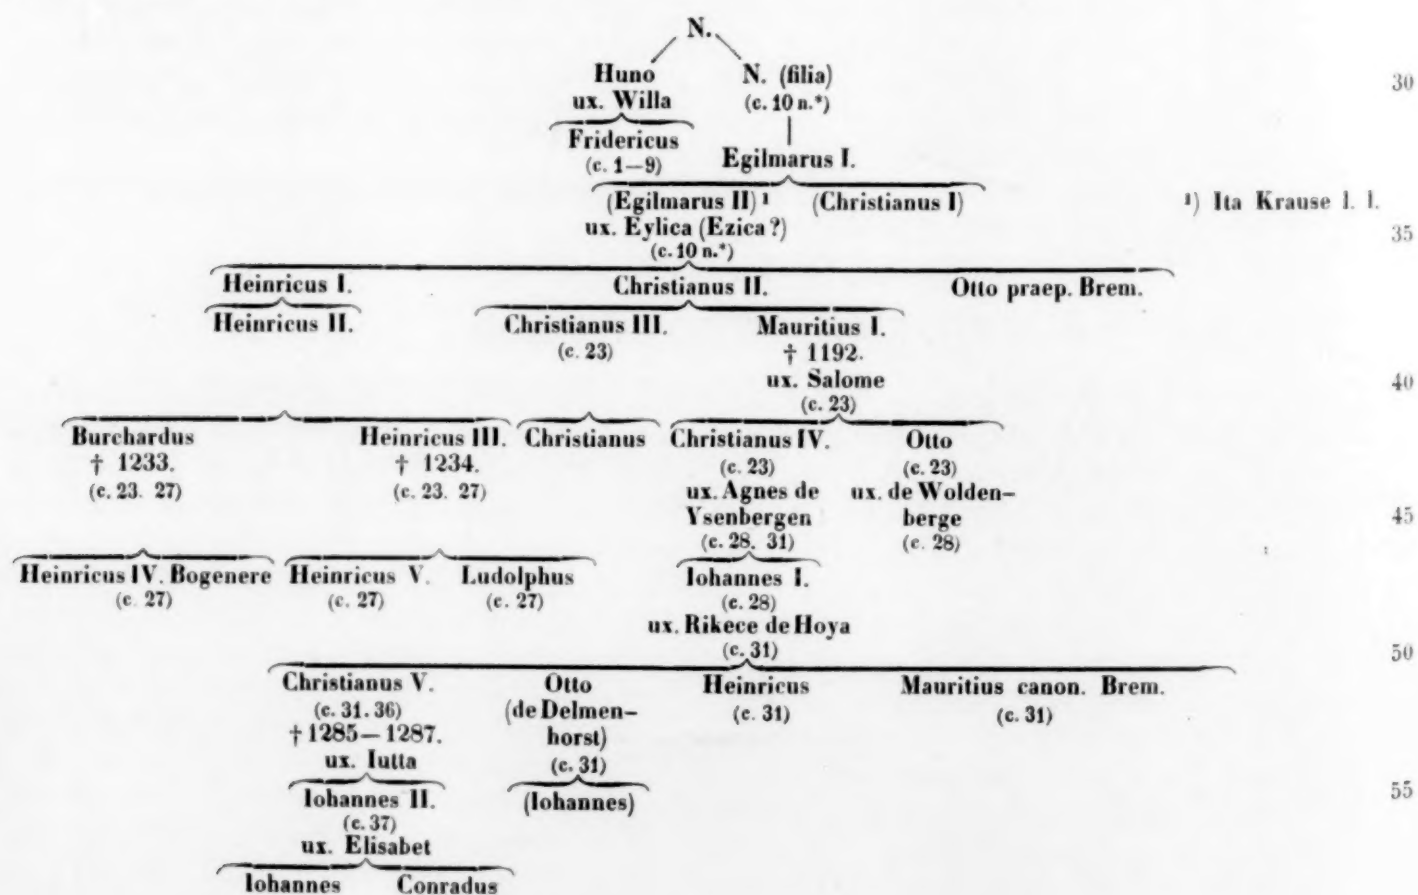 N.
Huno N. (filia) 30
ux. Willa (c. 10 n.*)
Fridericus
(c. 1—9) Egilmarus I.
(Egilmarus II) ¹ (Christianus I) ¹) Ita Krause l. l.
ux. Eylica (Ezica?) 35
(c. 10 n.*)
Heinricus I. Christianus II. Otto praep. Brem.
Heinricus II. Christianus III. Mauritius I.
(c. 23) † 1192.
ux. Salome 40
(c. 23)
Burchardus Heinricus III. Christianus Christianus IV. Otto
† 1233. † 1234. (c. 23) (c. 23)
(c. 23. 27) (c. 23. 27) ux. Agnes de ux. de Wolden-
Ysenbergen berge 45
(c. 28. 31) (c. 28)
Heinricus IV. Bogenere Heinricus V. Ludolphus Iohannes I.
(c. 27) (c. 27) (c. 27) (c. 28)
ux. Rikece de Hoya
(c. 31) 50
Christianus V. Otto Heinricus Mauritius canon. Brem.
(c. 31. 36) (de Delmen- (c. 31) (c. 31)
† 1285—1287. horst)
ux. Iutta (c. 31)
Iohannes II. (Iohannes) 55
(c. 37)
ux. Elisabet
Iohannes Conradus